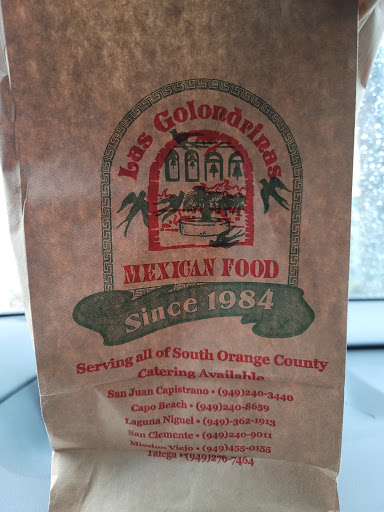 Las Golondrinas
MEXICAN FOOD
Since 1984
Serving all of South Orange County
Catering Available
San Juan Capistrano • (949)240-3440
Capo Beach • (949)240-8659
Laguna Niguel • (949)-362-1913
San Clemente • (949)240-9011
Mission Viejo • (949)455-0155
Talega • (949)276-7464